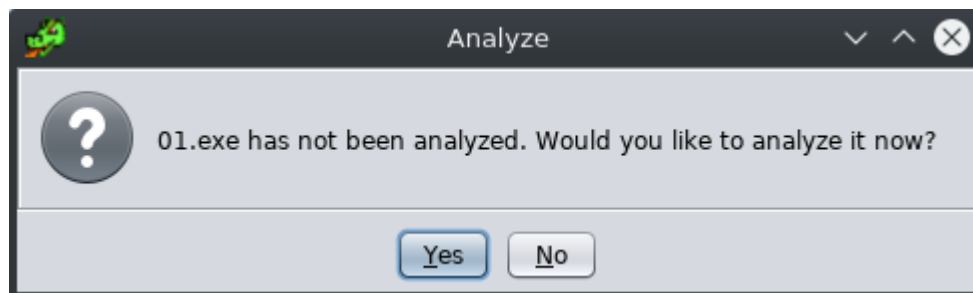 Analyze
01.exe has not been analyzed. Would you like to analyze it now?
Yes No